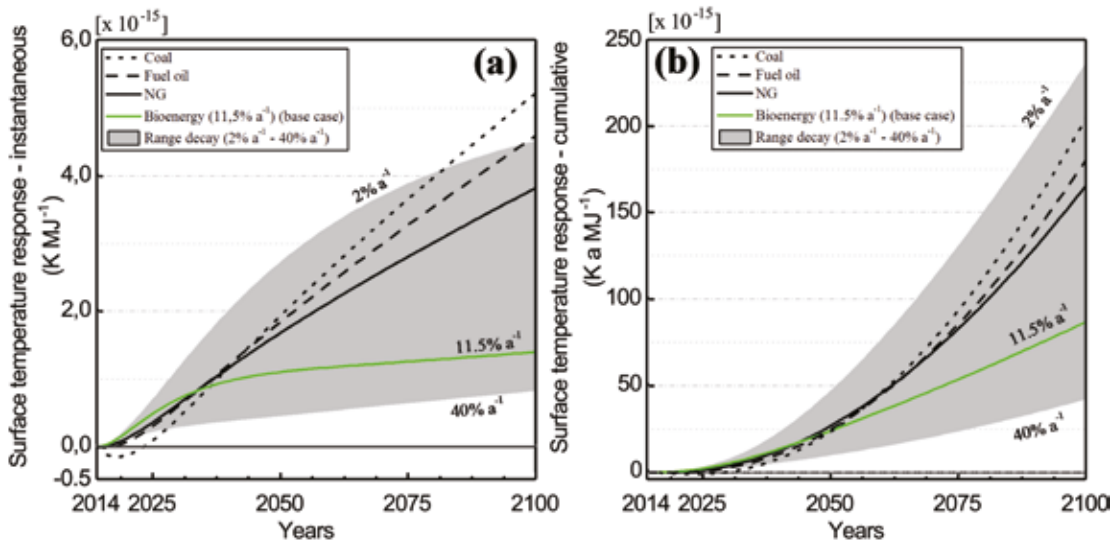 [x 10-15]
6,0
4,0
2,0
0,0
-0.5
Surface temperature response - instantaneous
(K MJ-1)
(a)
Coal
Fuel oil
NG
Bioenergy (11,5% a-1) (base case)
Range decay (2% a-1 - 40% a-1)
2% a-1
11.5% a-1
40% a-1
2014 2025 2050 2075 2100
Years
[x 10-15]
250
200
150
100
50
0
Surface temperature response - cumulative
(K a MJ-1)
(b)
Coal
Fuel oil
NG
Bioenergy (11.5% a-1) (base case)
Range decay (2% a-1 - 40% a-1)
2% a-1
11.5% a-1
40% a-1
2014 2025 2050 2075 2100
Years